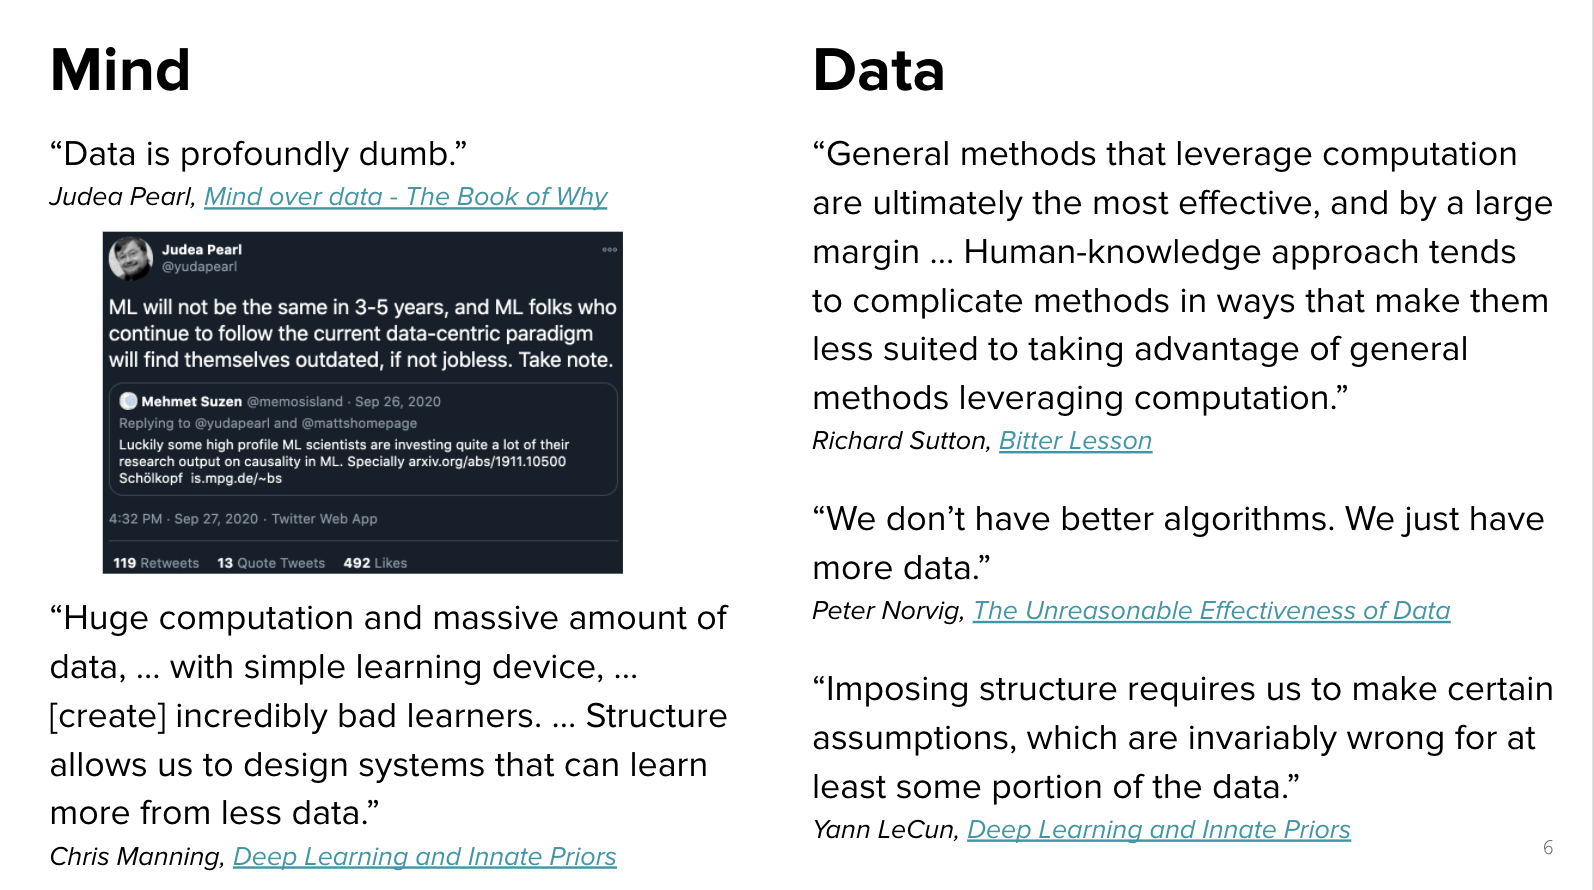 Mind
“Data is profoundly dumb.”
Judea Pearl, Mind over data - The Book of Why
Judea Pearl
@yudapearl
ML will not be the same in 3-5 years, and ML folks who
continue to follow the current data-centric paradigm
will find themselves outdated, if not jobless. Take note.
Mehmet Suzen @memosisland · Sep 26, 2020
Replying to @yudapearl and @mattshomepage
Luckily some high profile ML scientists are investing quite a lot of their
research output on causality in ML. Specially arxiv.org/abs/1911.10500
Schölkopf is.mpg.de/~bs
4:32 PM · Sep 27, 2020 · Twitter Web App
119 Retweets 13 Quote Tweets 492 Likes
“Huge computation and massive amount of
data, ... with simple learning device, ...
[create] incredibly bad learners. ... Structure
allows us to design systems that can learn
more from less data.”
Chris Manning, Deep Learning and Innate Priors
Data
“General methods that leverage computation
are ultimately the most effective, and by a large
margin ... Human-knowledge approach tends
to complicate methods in ways that make them
less suited to taking advantage of general
methods leveraging computation.”
Richard Sutton, Bitter Lesson
“We don’t have better algorithms. We just have
more data.”
Peter Norvig, The Unreasonable Effectiveness of Data
“Imposing structure requires us to make certain
assumptions, which are invariably wrong for at
least some portion of the data.”
Yann LeCun, Deep Learning and Innate Priors
6